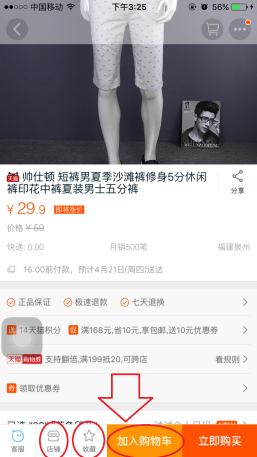 中国移动 下午3:25 56%
天猫 帅仕顿 短裤男夏季沙滩裤修身5分休闲
裤印花中裤夏装男士五分裤
分享
¥ 29.9 即将涨价
价格 ¥ 59
快递: 0.00 月销500笔 福建泉州
16:00前付款，预计4月21日(周四)送达
正品保证 极速退款 七天退换
送 14天猫积分 促 满168元,省10元,享包邮,送10元优惠券
天猫 购物券 支持翻倍,满199抵20,可跨店 看规则
券 领取优惠券
客服 店铺 收藏 加入购物车 立即购买